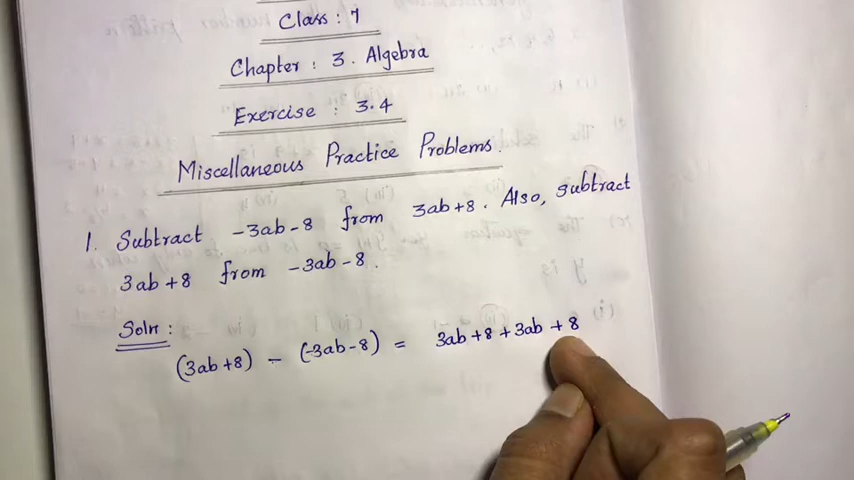 Class : 7
Chapter : 3. Algebra
Exercise : 3.4
Miscellaneous Practice Problems.
1. Subtract -3ab-8 from 3ab+8. Also, subtract
3ab+8 from -3ab-8.
Soln :
(3ab+8) - (-3ab-8) = 3ab+8+3ab+8